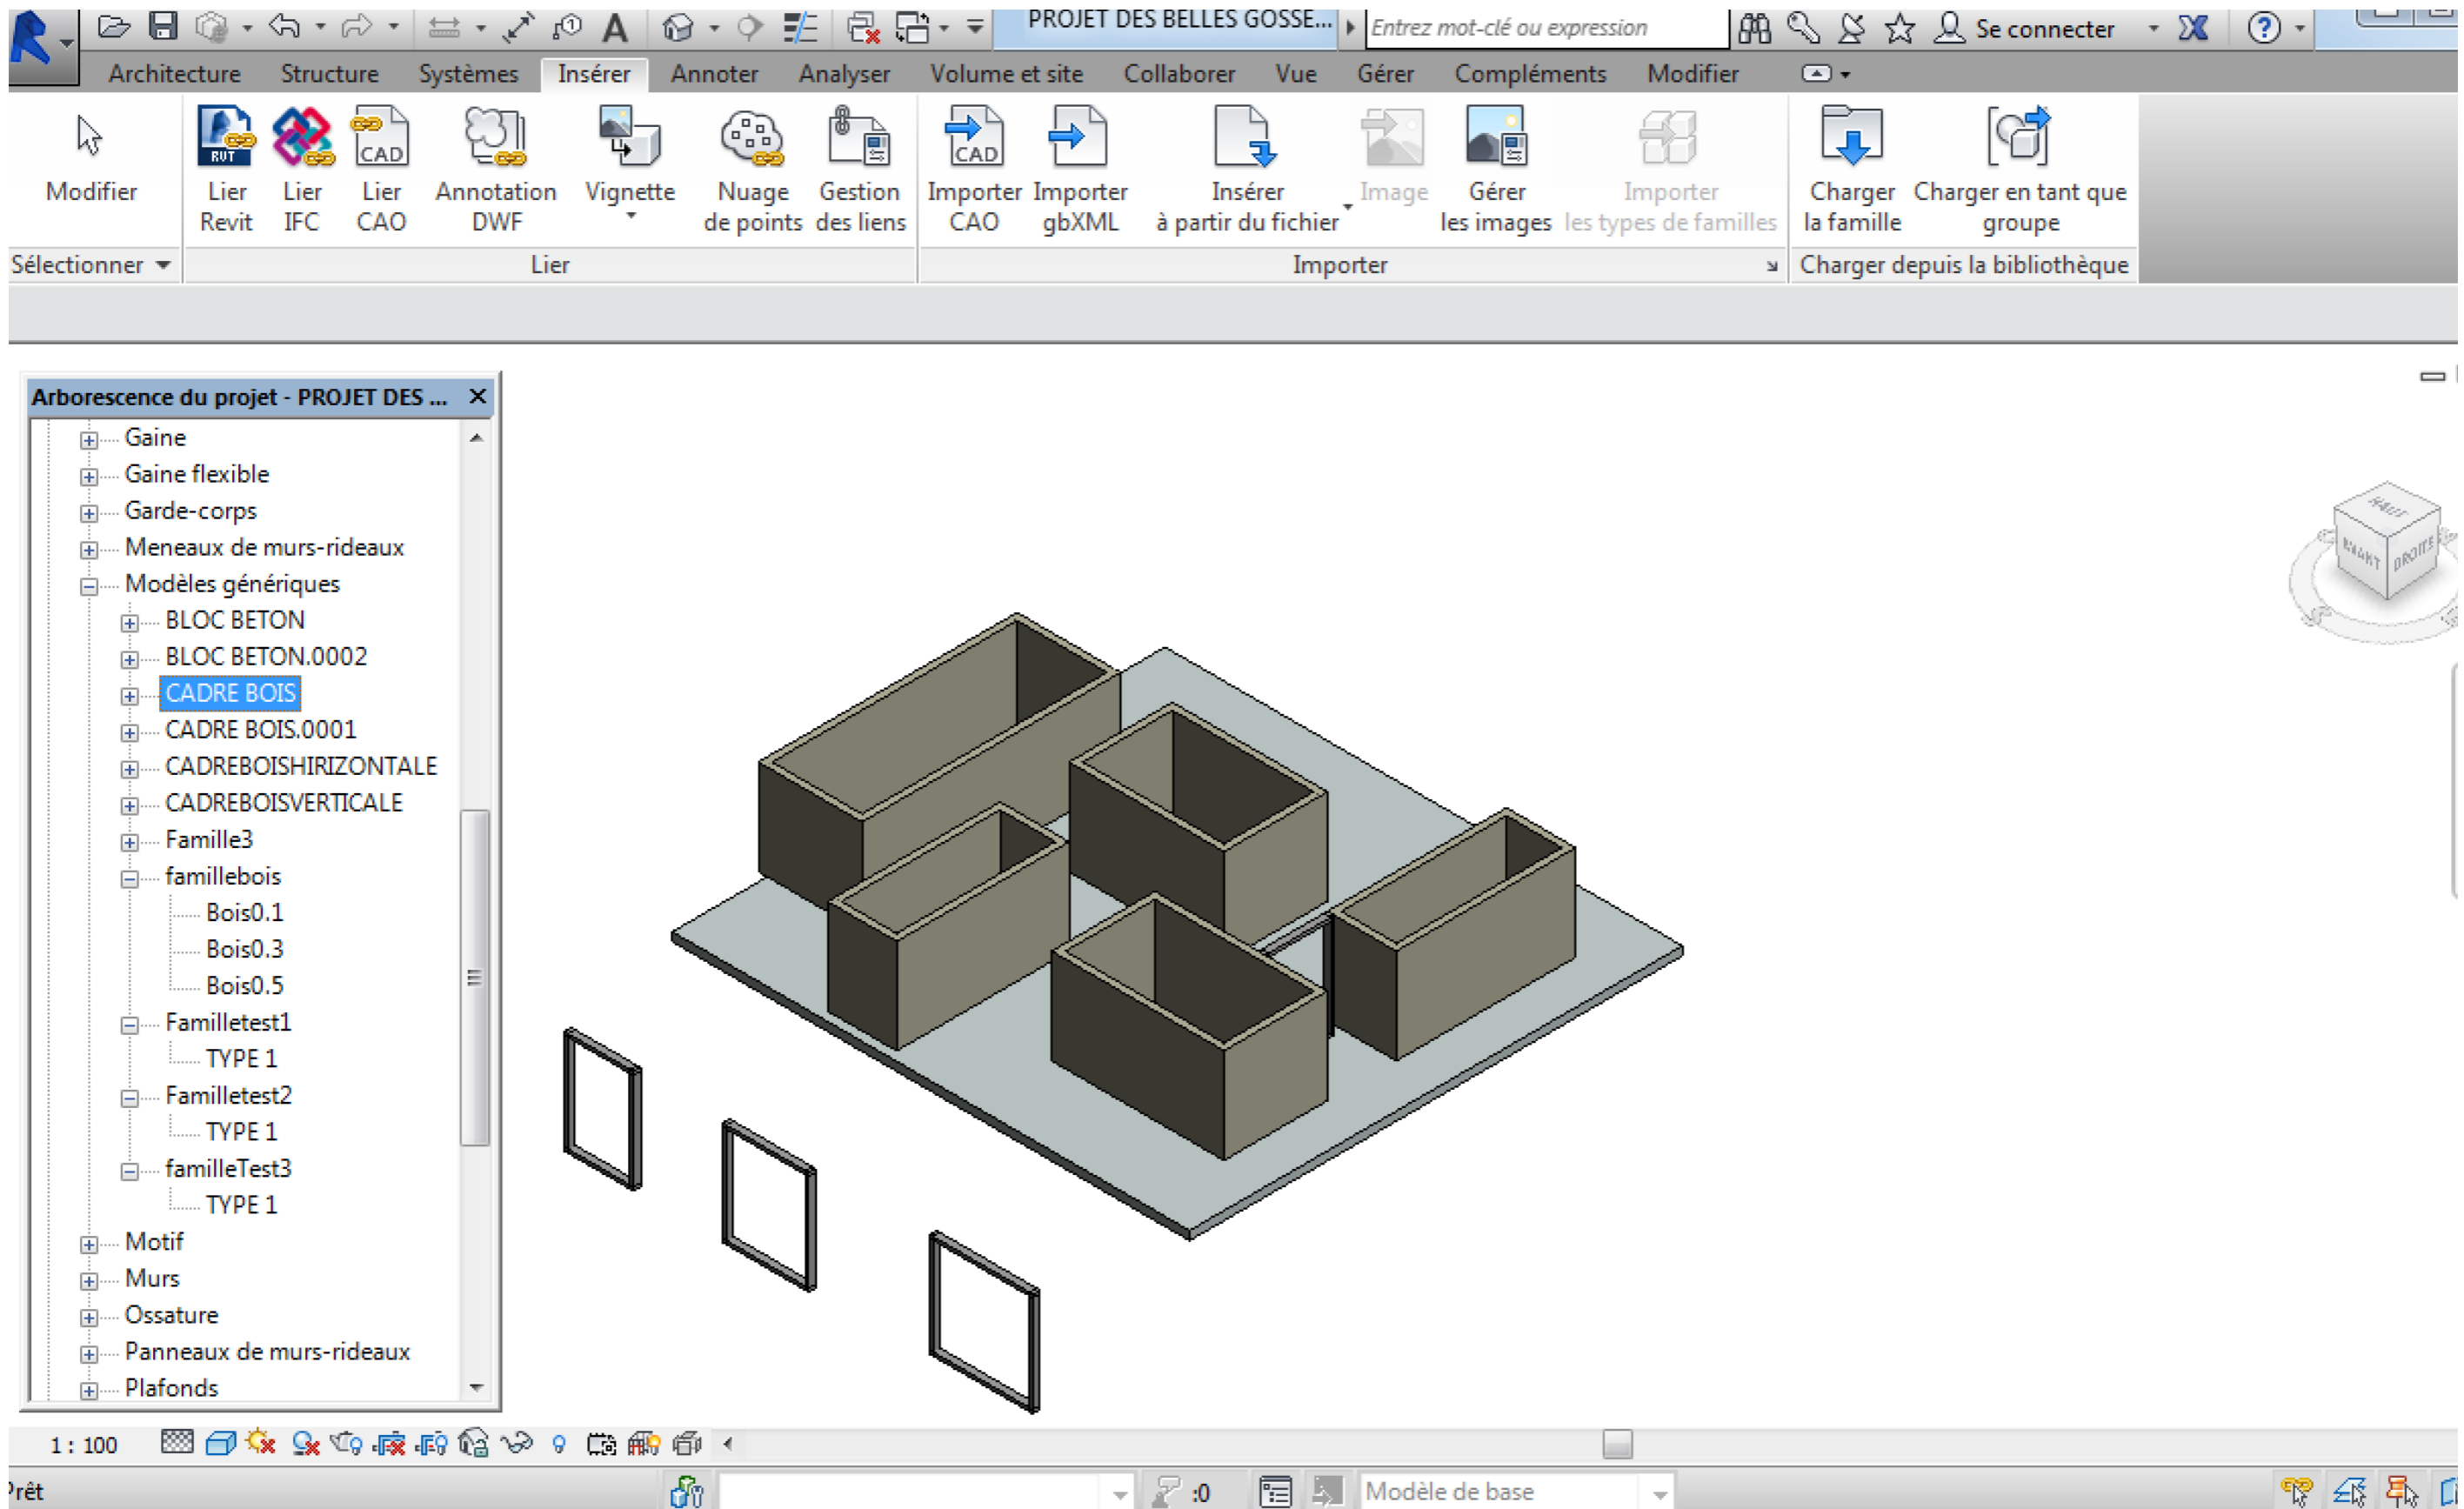 PROJET DES BELLES GOSSE...
Entrez mot-clé ou expression
Se connecter
Architecture Structure Systèmes Insérer Annoter Analyser Volume et site Collaborer Vue Gérer Compléments Modifier
RVT CAD CAD
Modifier Lier Revit Lier IFC Lier CAO Annotation DWF Vignette Nuage de points Gestion des liens Importer CAO Importer gbXML Insérer à partir du fichier Image Gérer les images Importer les types de familles Charger la famille Charger en tant que groupe
Sélectionner Lier Importer Charger depuis la bibliothèque
Arborescence du projet - PROJET DES ...
Gaine
Gaine flexible
Garde-corps
Meneaux de murs-rideaux
Modèles génériques
BLOC BETON
BLOC BETON.0002
CADRE BOIS
CADRE BOIS.0001
CADREBOISHIRIZONTALE
CADREBOISVERTICALE
Famille3
famillebois
Bois0.1
Bois0.3
Bois0.5
Familletest1
TYPE 1
Familletest2
TYPE 1
familleTest3
TYPE 1
Motif
Murs
Ossature
Panneaux de murs-rideaux
Plafonds
HAUT
AVANT DROITE
1 : 100
Prêt :0 Modèle de base